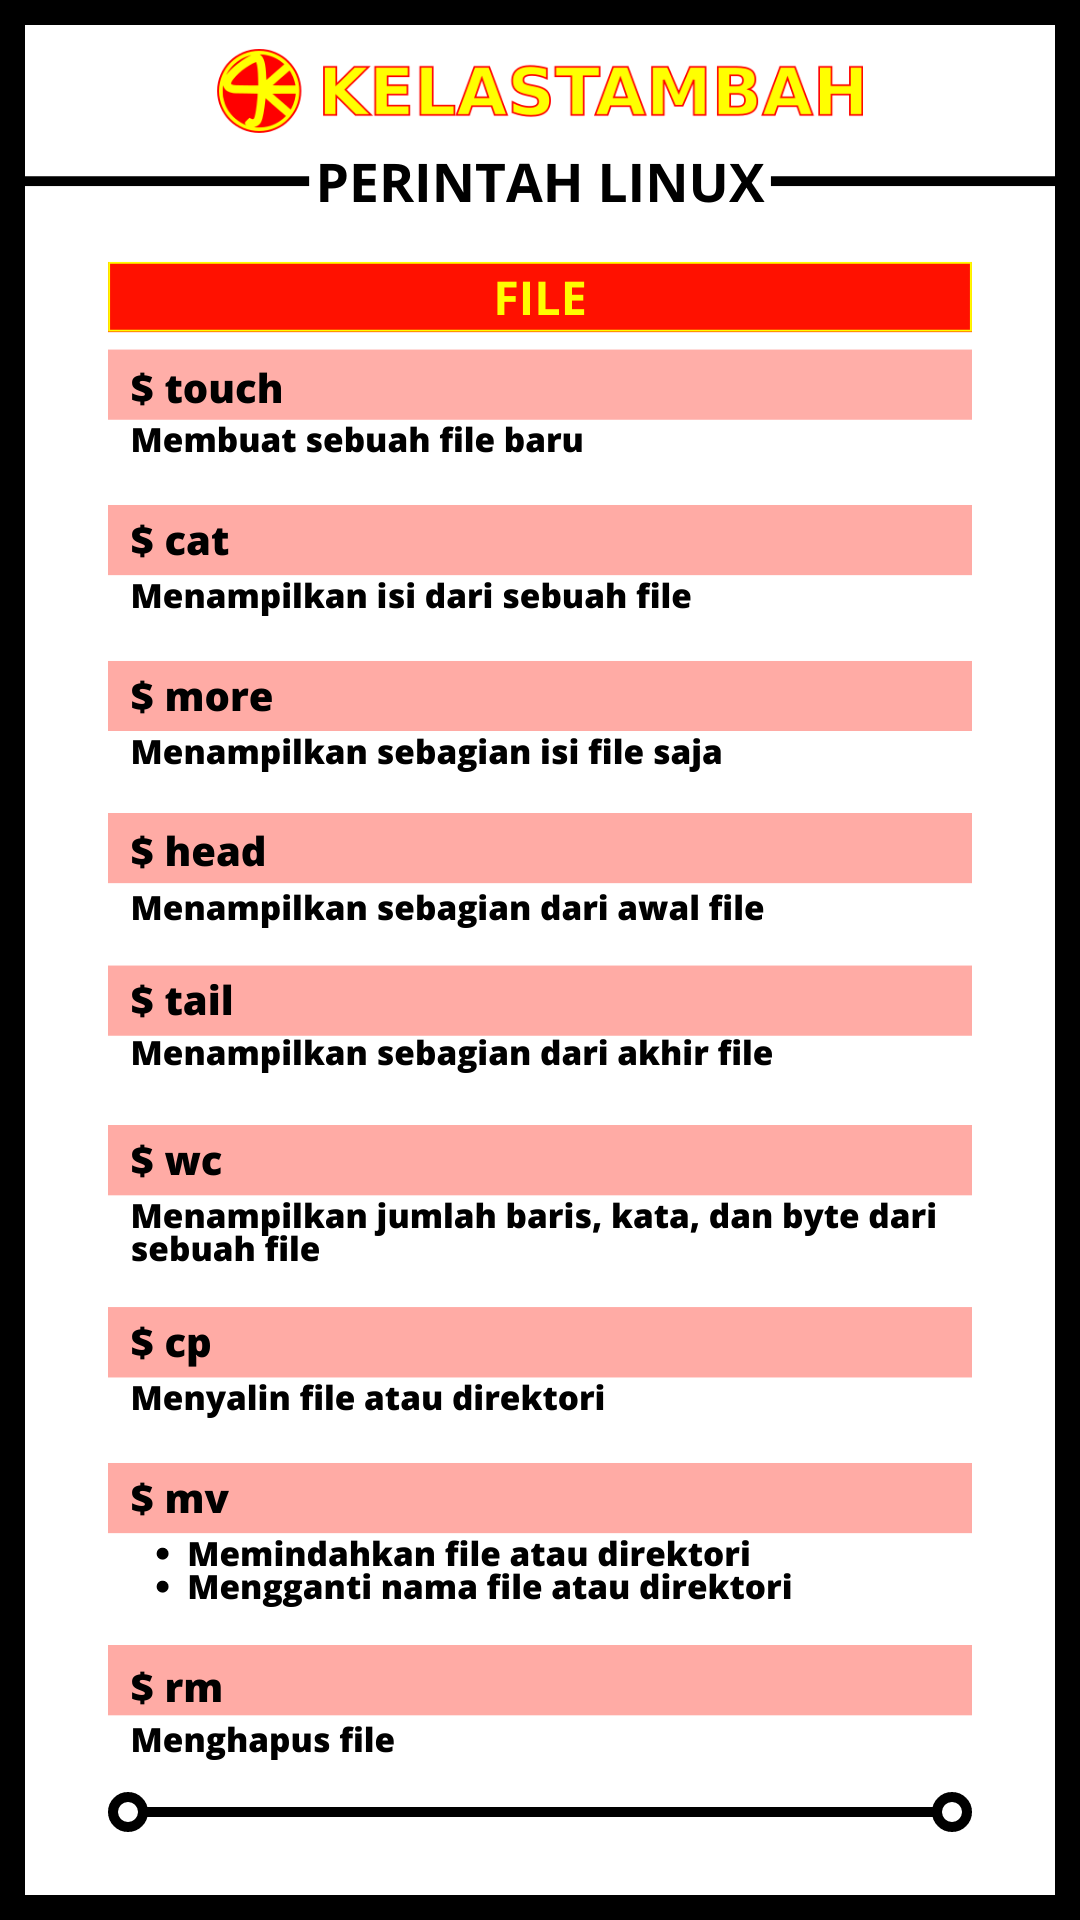 KELASTAMBAH
PERINTAH LINUX
FILE
$ touch
Membuat sebuah file baru
$ cat
Menampilkan isi dari sebuah file
$ more
Menampilkan sebagian isi file saja
$ head
Menampilkan sebagian dari awal file
$ tail
Menampilkan sebagian dari akhir file
$ wc
Menampilkan jumlah baris, kata, dan byte dari
sebuah file
$ cp
Menyalin file atau direktori
$ mv
• Memindahkan file atau direktori
• Mengganti nama file atau direktori
$ rm
Menghapus file